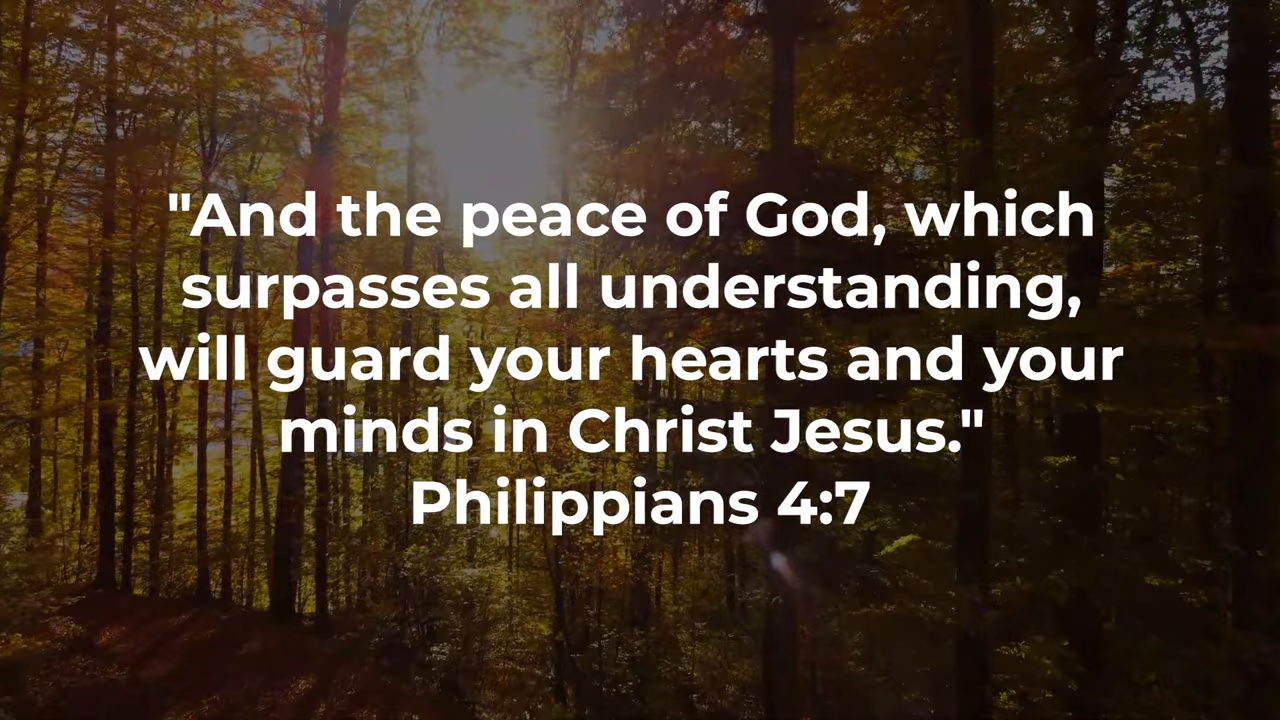 "And the peace of God, which
surpasses all understanding,
will guard your hearts and your
minds in Christ Jesus."
Philippians 4:7